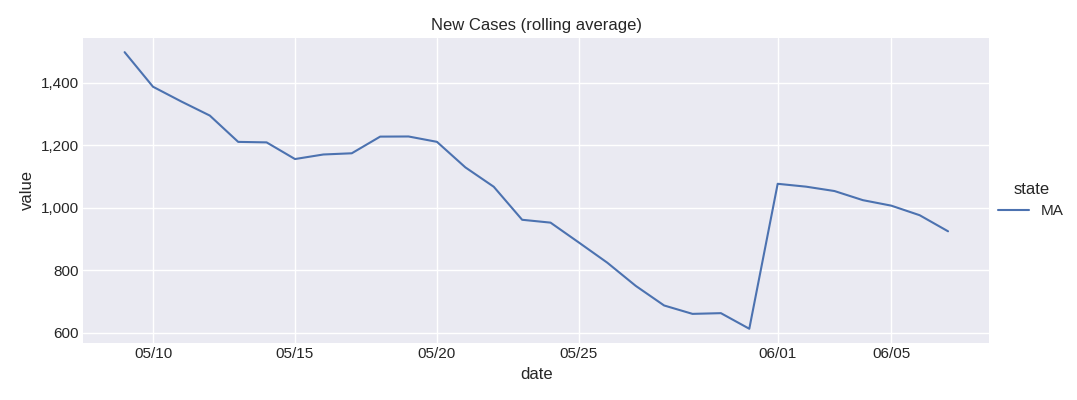 New Cases (rolling average)
1,400
1,200
1,000
800
600
value
05/10 05/15 05/20 05/25 06/01 06/05
date
state
MA